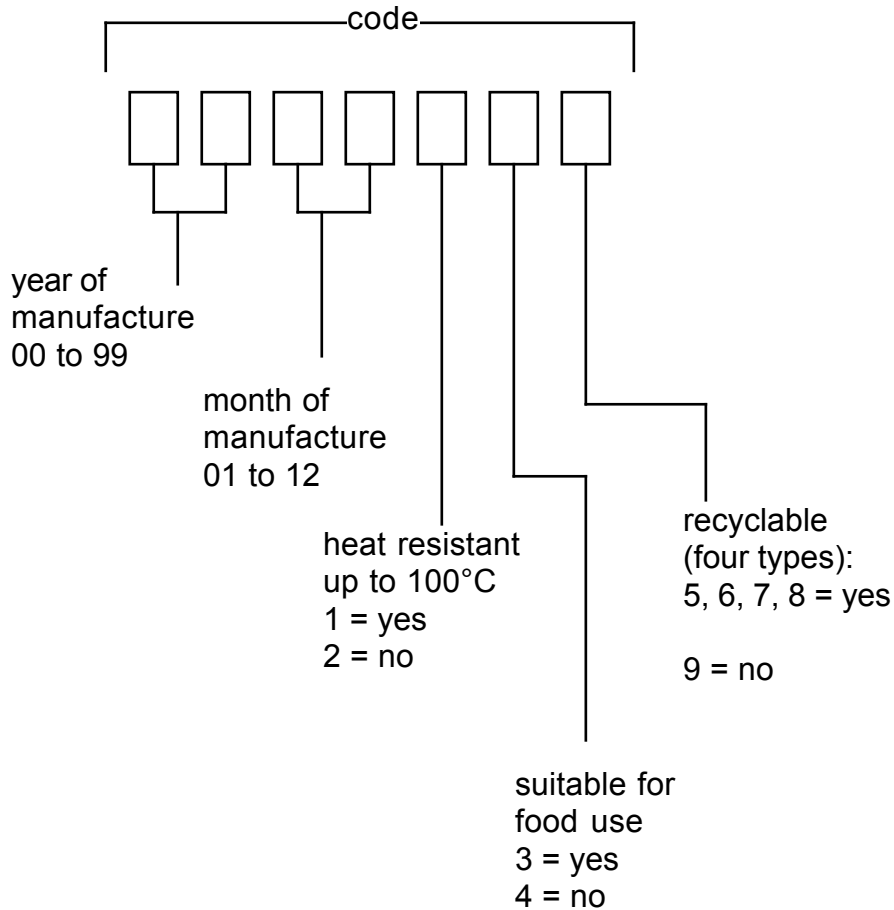 code
year of
manufacture
00 to 99
month of
manufacture
01 to 12
heat resistant
up to 100°C
1 = yes
2 = no
recyclable
(four types):
5, 6, 7, 8 = yes
9 = no
suitable for
food use
3 = yes
4 = no